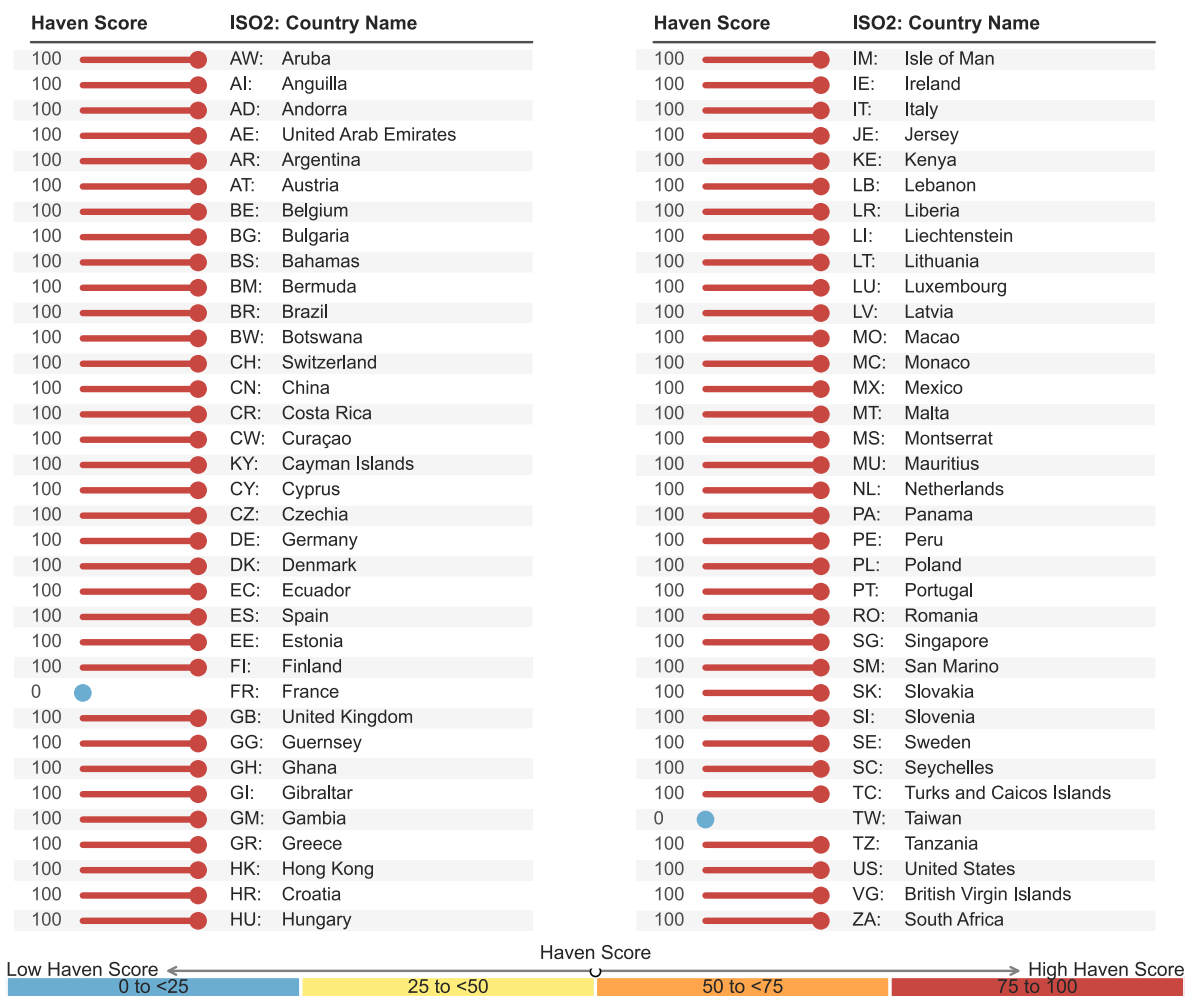 Haven Score ISO2: Country Name
100 AW: Aruba
100 AI: Anguilla
100 AD: Andorra
100 AE: United Arab Emirates
100 AR: Argentina
100 AT: Austria
100 BE: Belgium
100 BG: Bulgaria
100 BS: Bahamas
100 BM: Bermuda
100 BR: Brazil
100 BW: Botswana
100 CH: Switzerland
100 CN: China
100 CR: Costa Rica
100 CW: Curaçao
100 KY: Cayman Islands
100 CY: Cyprus
100 CZ: Czechia
100 DE: Germany
100 DK: Denmark
100 EC: Ecuador
100 ES: Spain
100 EE: Estonia
100 FI: Finland
0 FR: France
100 GB: United Kingdom
100 GG: Guernsey
100 GH: Ghana
100 GI: Gibraltar
100 GM: Gambia
100 GR: Greece
100 HK: Hong Kong
100 HR: Croatia
100 HU: Hungary
Haven Score ISO2: Country Name
100 IM: Isle of Man
100 IE: Ireland
100 IT: Italy
100 JE: Jersey
100 KE: Kenya
100 LB: Lebanon
100 LR: Liberia
100 LI: Liechtenstein
100 LT: Lithuania
100 LU: Luxembourg
100 LV: Latvia
100 MO: Macao
100 MC: Monaco
100 MX: Mexico
100 MT: Malta
100 MS: Montserrat
100 MU: Mauritius
100 NL: Netherlands
100 PA: Panama
100 PE: Peru
100 PL: Poland
100 PT: Portugal
100 RO: Romania
100 SG: Singapore
100 SM: San Marino
100 SK: Slovakia
100 SI: Slovenia
100 SE: Sweden
100 SC: Seychelles
100 TC: Turks and Caicos Islands
0 TW: Taiwan
100 TZ: Tanzania
100 US: United States
100 VG: British Virgin Islands
100 ZA: South Africa
Haven Score
Low Haven Score High Haven Score
0 to <25 25 to <50 50 to <75 75 to 100